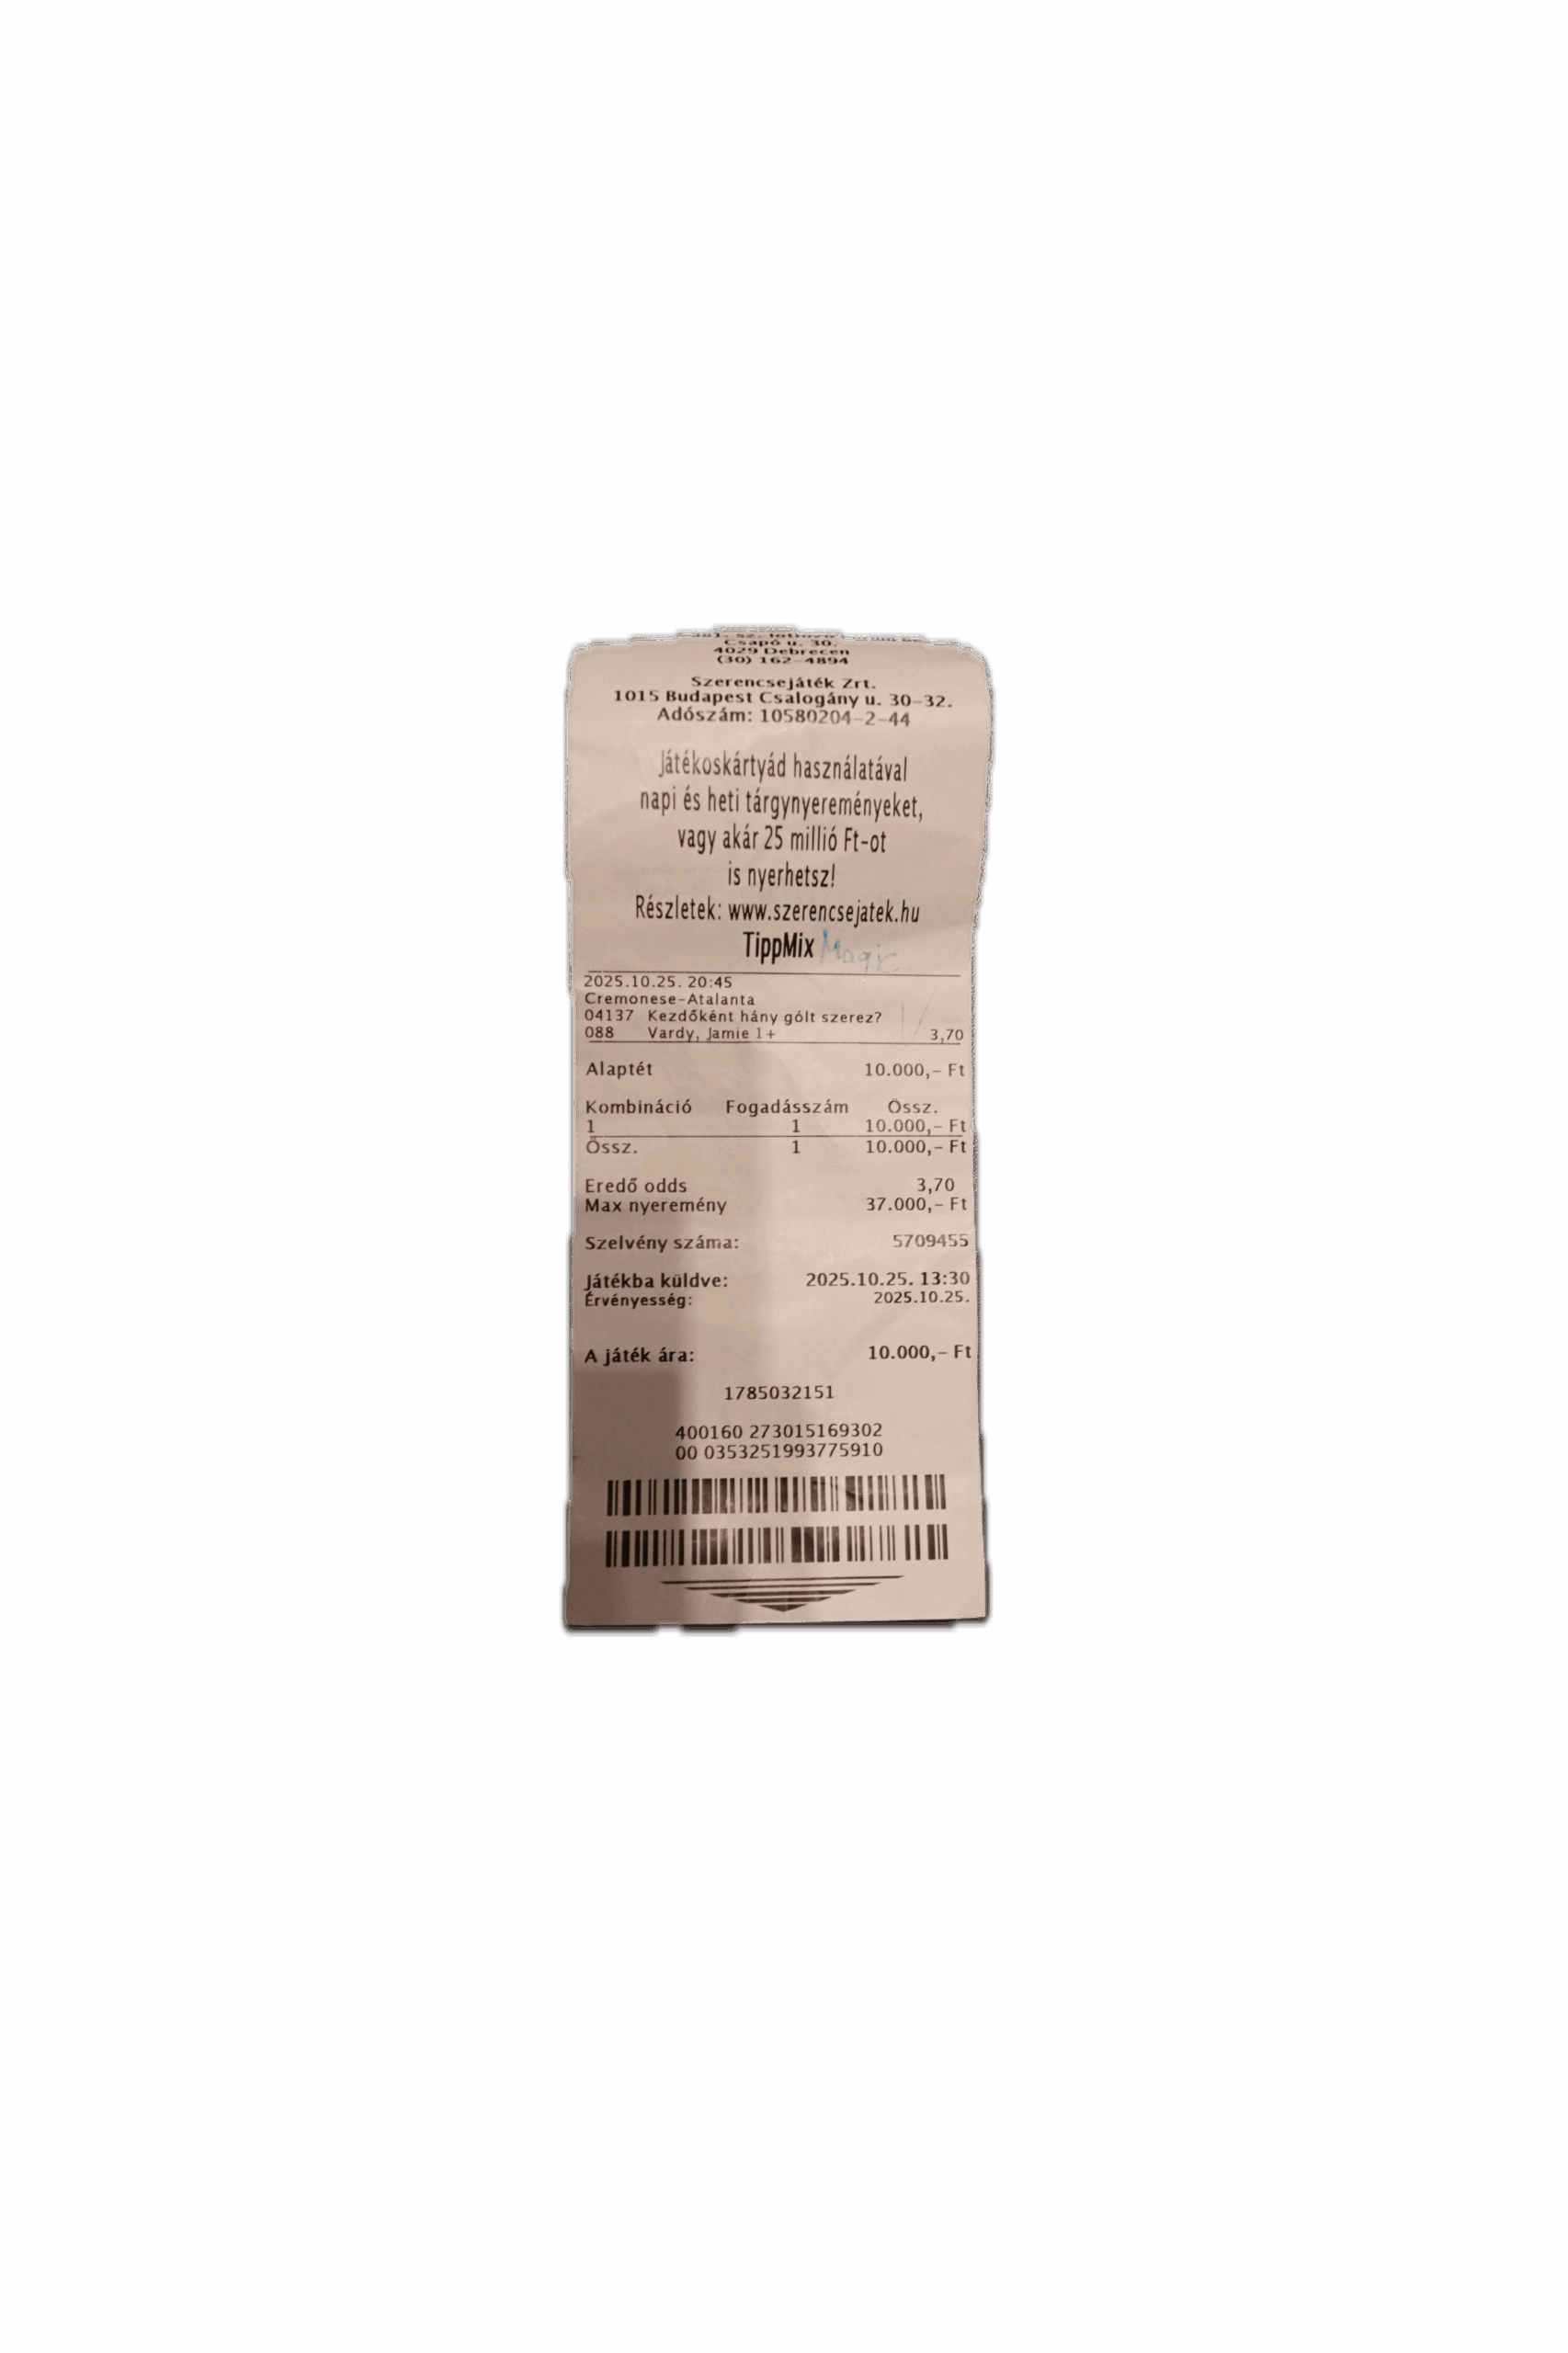 Csapó u. 30.
4029 Debrecen
(30) 162-4894
Szerencsejáték Zrt.
1015 Budapest Csalogány u. 30-32.
Adószám: 10580204-2-44
Játékoskártyád használatával
napi és heti tárgynyereményeket,
vagy akár 25 millió Ft-ot
is nyerhetsz!
Részletek: www.szerencsejatek.hu
TippMix Magic
2025.10.25. 20:45
Cremonese-Atalanta
04137 Kezdőként hány gólt szerez?
088 Vardy, Jamie 1+ 3,70
Alaptét 10.000,- Ft
Kombináció Fogadásszám Össz.
1 1 10.000,- Ft
Össz. 1 10.000,- Ft
Eredő odds 3,70
Max nyeremény 37.000,- Ft
Szelvény száma: 5709455
Játékba küldve: 2025.10.25. 13:30
Érvényesség: 2025.10.25.
A játék ára: 10.000,- Ft
1785032151
400160 273015169302
00 0353251993775910